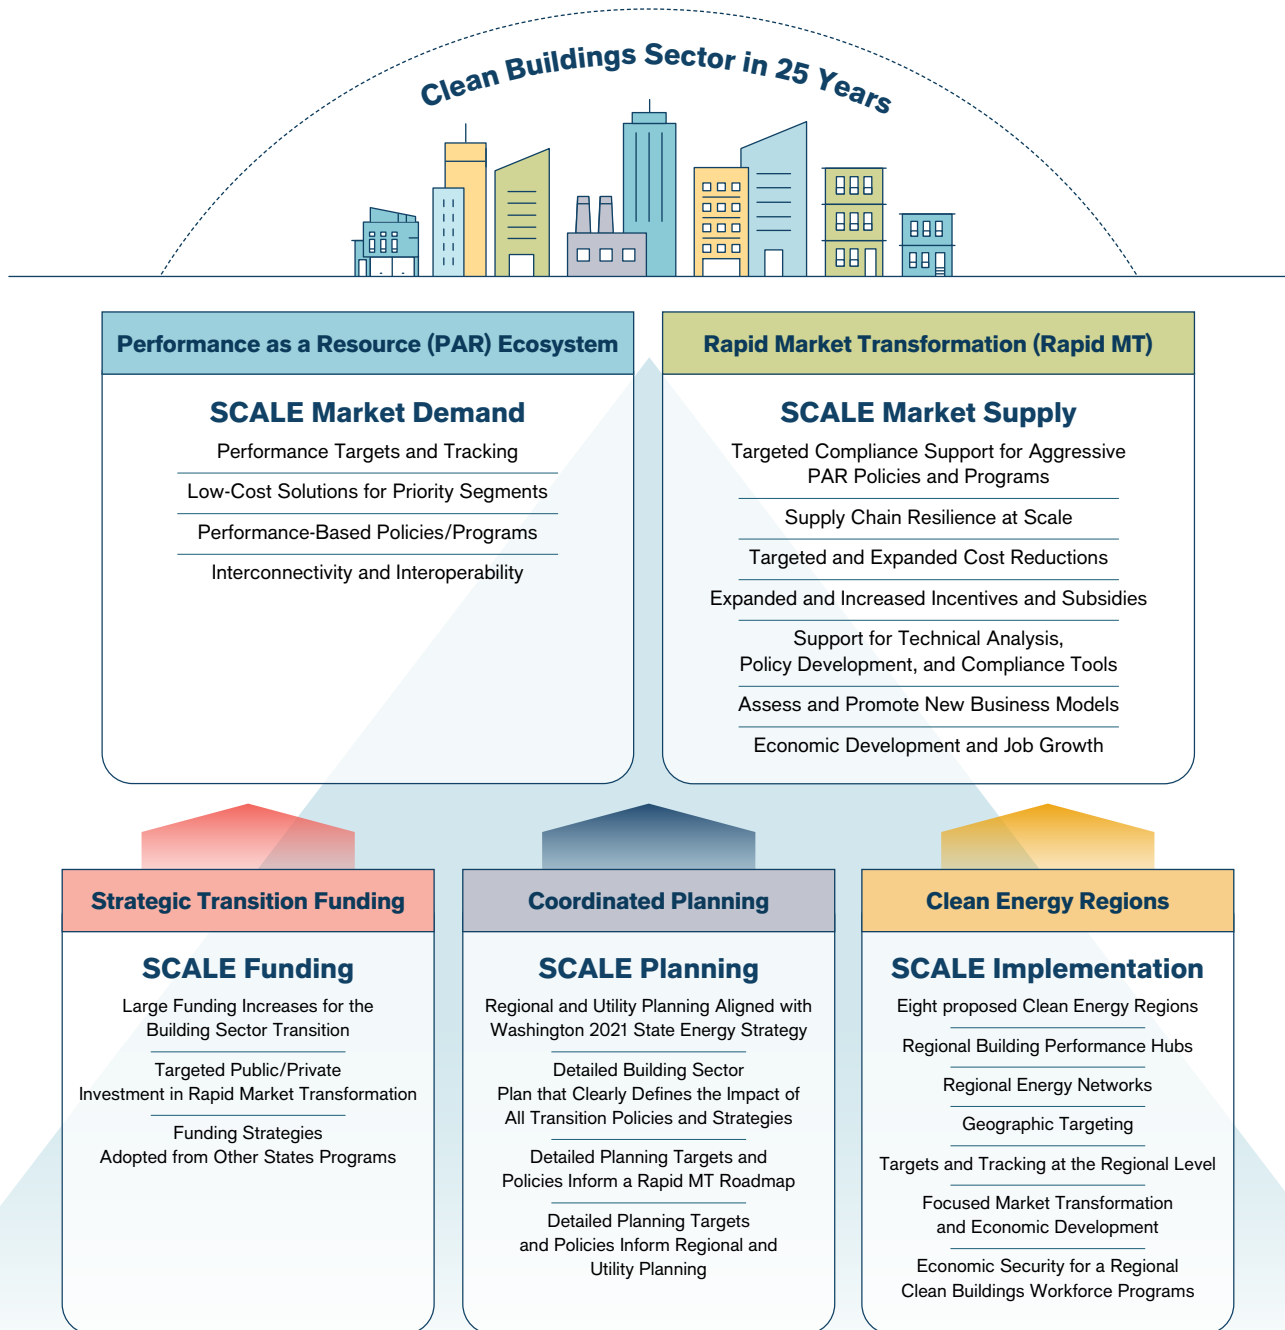 Clean Buildings Sector in 25 Years
Performance as a Resource (PAR) Ecosystem
SCALE Market Demand
Performance Targets and Tracking
Low-Cost Solutions for Priority Segments
Performance-Based Policies/Programs
Interconnectivity and Interoperability
Rapid Market Transformation (Rapid MT)
SCALE Market Supply
Targeted Compliance Support for Aggressive
PAR Policies and Programs
Supply Chain Resilience at Scale
Targeted and Expanded Cost Reductions
Expanded and Increased Incentives and Subsidies
Support for Technical Analysis,
Policy Development, and Compliance Tools
Assess and Promote New Business Models
Economic Development and Job Growth
Strategic Transition Funding
SCALE Funding
Large Funding Increases for the
Building Sector Transition
Targeted Public/Private
Investment in Rapid Market Transformation
Funding Strategies
Adopted from Other States Programs
Coordinated Planning
SCALE Planning
Regional and Utility Planning Aligned with
Washington 2021 State Energy Strategy
Detailed Building Sector
Plan that Clearly Defines the Impact of
All Transition Policies and Strategies
Detailed Planning Targets and
Policies Inform a Rapid MT Roadmap
Detailed Planning Targets
and Policies Inform Regional and
Utility Planning
Clean Energy Regions
SCALE Implementation
Eight proposed Clean Energy Regions
Regional Building Performance Hubs
Regional Energy Networks
Geographic Targeting
Targets and Tracking at the Regional Level
Focused Market Transformation
and Economic Development
Economic Security for a Regional
Clean Buildings Workforce Programs